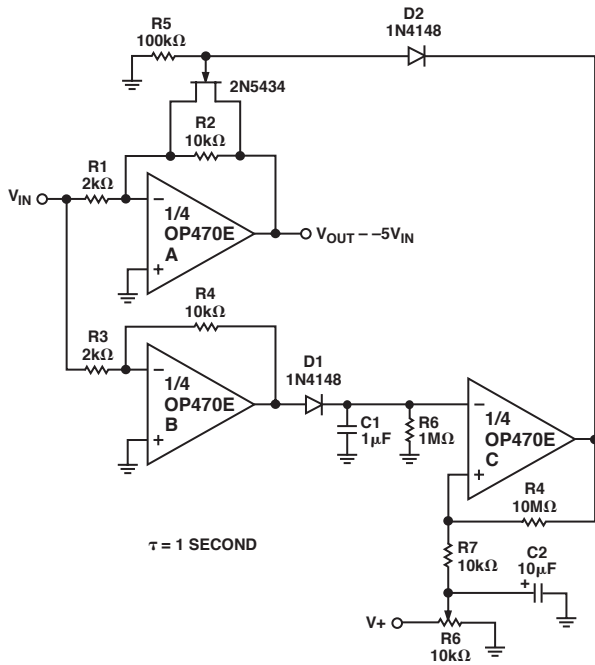 R5
100kΩ
D2
1N4148
2N5434
R2
10kΩ
R1
2kΩ
VIN
−
1/4
OP470E
A
+
VOUT – –5VIN
R4
10kΩ
R3
2kΩ
−
1/4
OP470E
B
+
D1
1N4148
C1
1μF
R6
1MΩ
−
1/4
OP470E
C
+
R4
10MΩ
τ = 1 SECOND
R7
10kΩ
C2
10μF
+
V+
R6
10kΩ